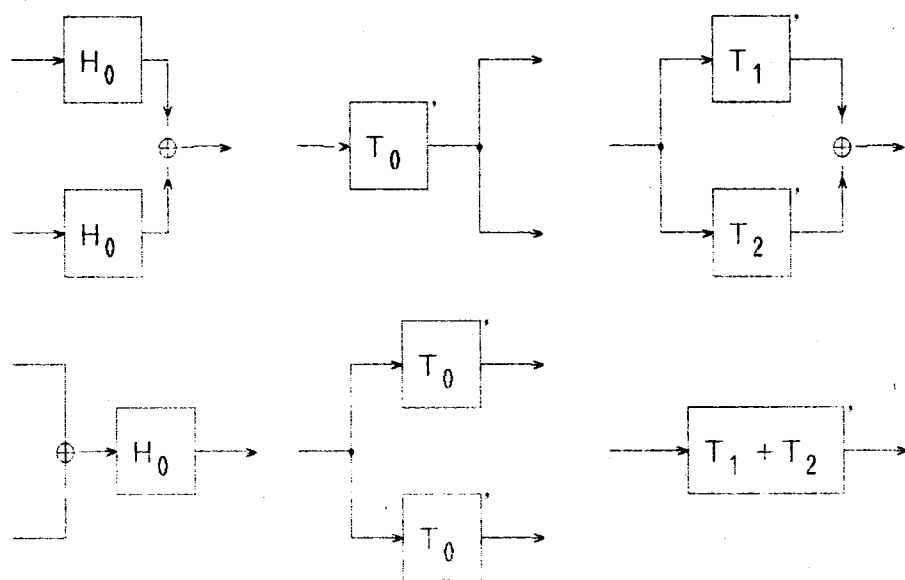 H₀
T₀'
T₁'
H₀
T₂'
T₀'
H₀
T₁ + T₂'
T₀'